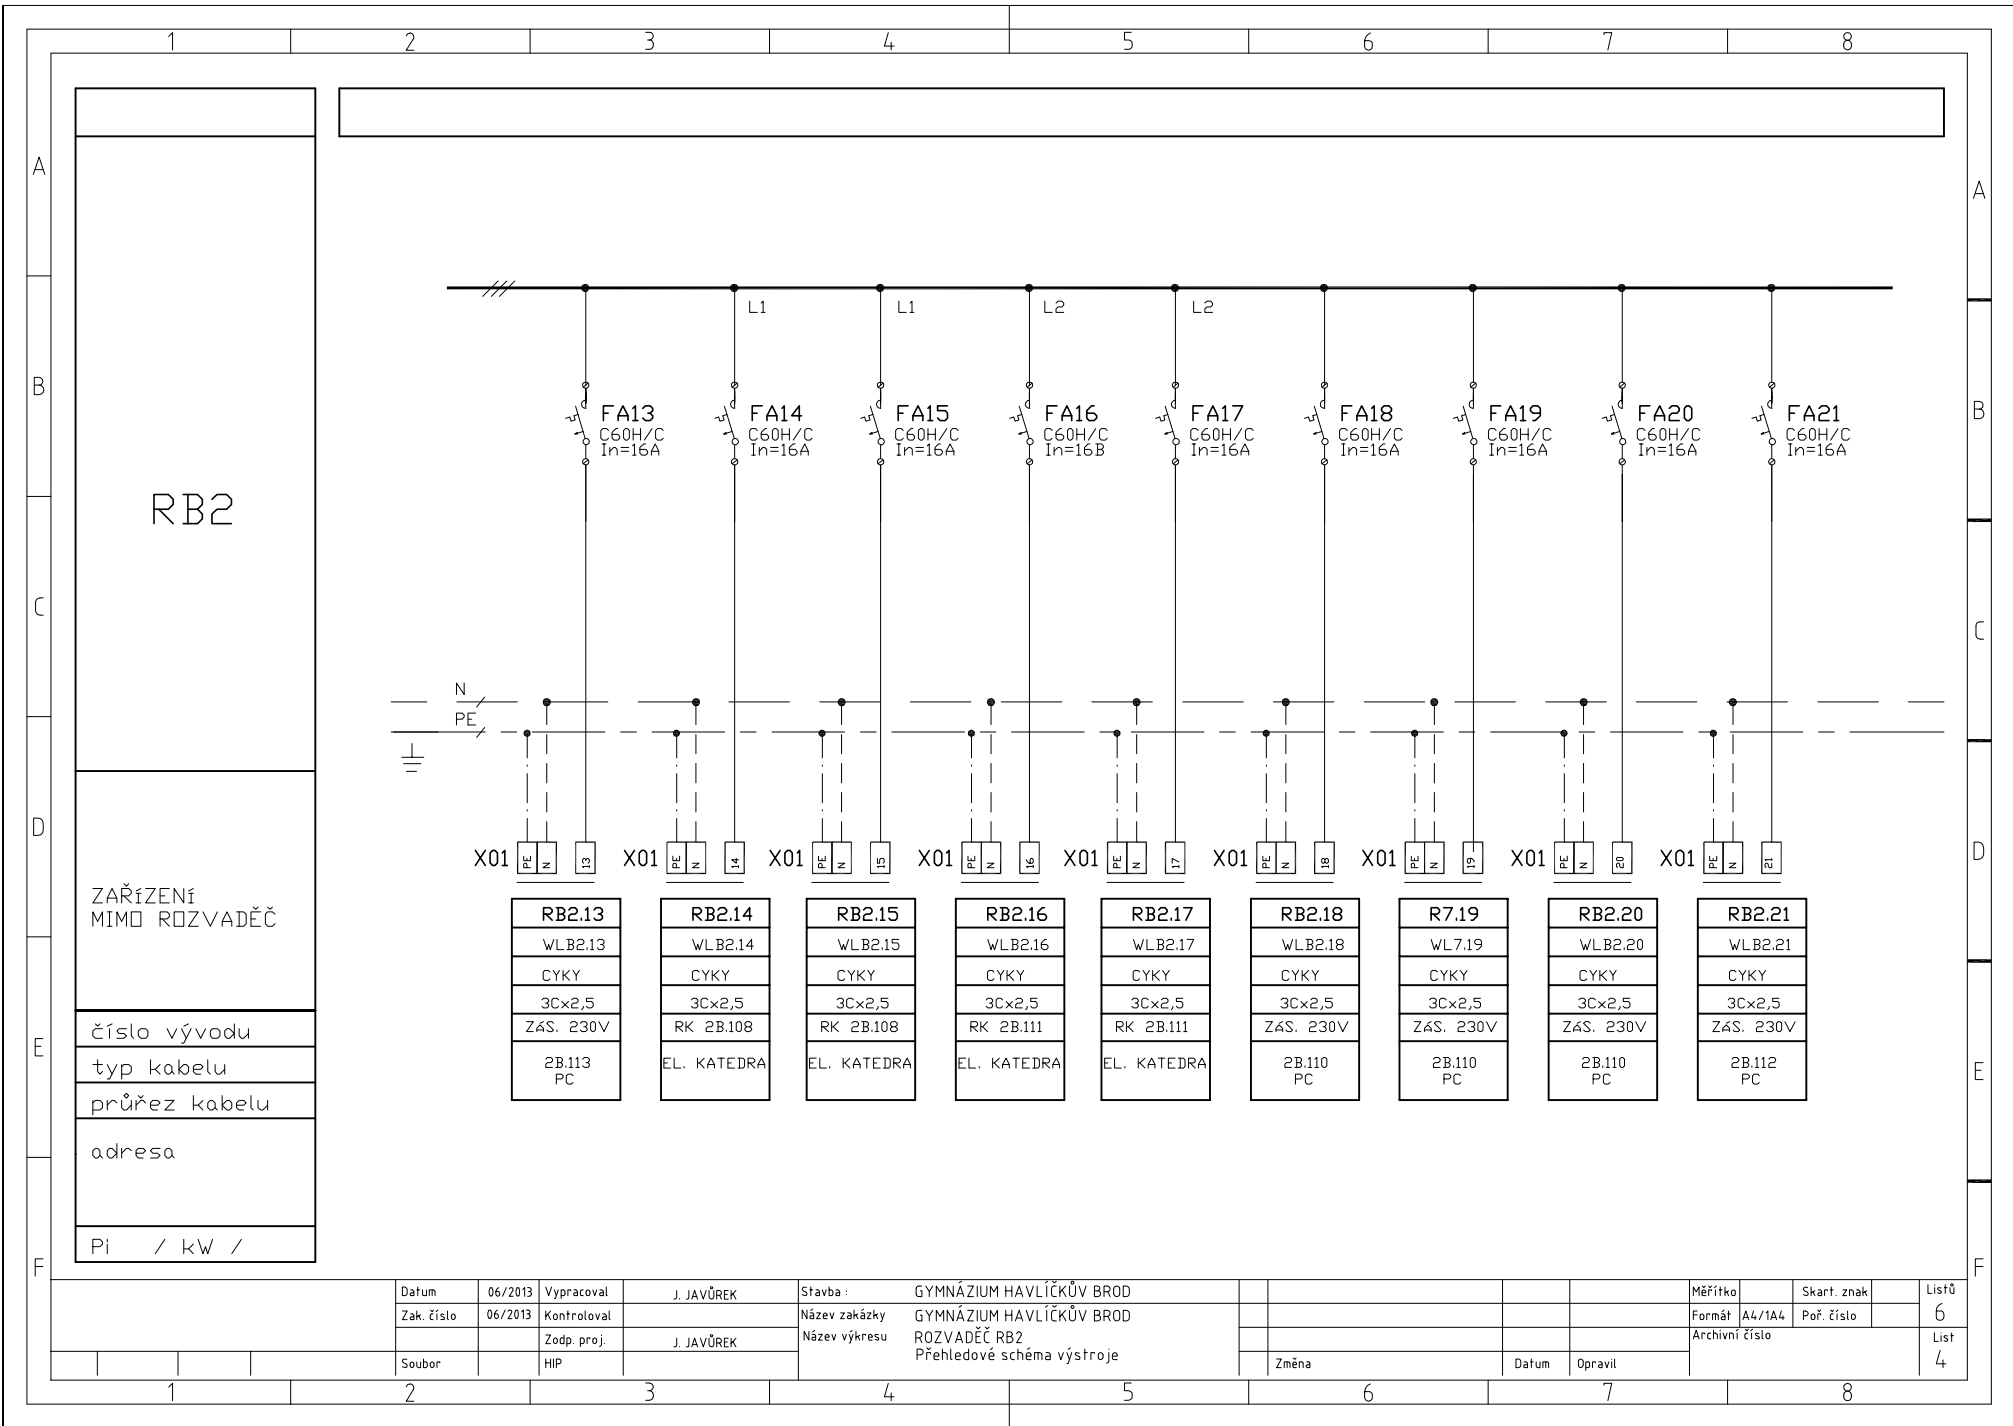 1 2 3 4 5 6 7 8
A
A
B
B
C
C
D
D
E
E
F
F
RB2
ZAŘíZENí
MIMO ROZVADĚČ
číslo vývodu
typ kabelu
průřez kabelu
adresa
Pi / kW /
L1 L1 L2 L2
FA13 FA14 FA15 FA16 FA17 FA18 FA19 FA20 FA21
C60H/C C60H/C C60H/C C60H/C C60H/C C60H/C C60H/C C60H/C C60H/C
In=16A In=16A In=16A In=16B In=16A In=16A In=16A In=16A In=16A
N
PE
X01 PE N 13 X01 PE N 14 X01 PE N 15 X01 PE N 16 X01 PE N 17 X01 PE N 18 X01 PE N 19 X01 PE N 20 X01 PE N 21
RB2.13 RB2.14 RB2.15 RB2.16 RB2.17 RB2.18 R7.19 RB2.20 RB2.21
WLB2.13 WLB2.14 WLB2.15 WLB2.16 WLB2.17 WLB2.18 WL7.19 WLB2.20 WLB2.21
CYKY CYKY CYKY CYKY CYKY CYKY CYKY CYKY CYKY
3Cx2,5 3Cx2,5 3Cx2,5 3Cx2,5 3Cx2,5 3Cx2,5 3Cx2,5 3Cx2,5 3Cx2,5
ZáS. 230V RK 2B.108 RK 2B.108 RK 2B.111 RK 2B.111 ZáS. 230V ZáS. 230V ZáS. 230V ZáS. 230V
2B.113 EL. KATEDRA EL. KATEDRA EL. KATEDRA EL. KATEDRA 2B.110 2B.110 2B.110 2B.112
PC PC PC PC PC
Datum 06/2013 Vypracoval J. JAVŮREK Stavba : GYMNÁZIUM HAVLÍČKŮV BROD Měřítko Skart. znak Listů
Zak. číslo 06/2013 Kontroloval Název zakázky GYMNÁZIUM HAVLÍČKŮV BROD Formát A4/1A4 Poř. číslo 6
Zodp. proj. J. JAVŮREK Název výkresu ROZVADĚČ RB2 Archivní číslo List
Přehledové schéma výstroje
Soubor HIP Změna Datum Opravil 4
1 2 3 4 5 6 7 8